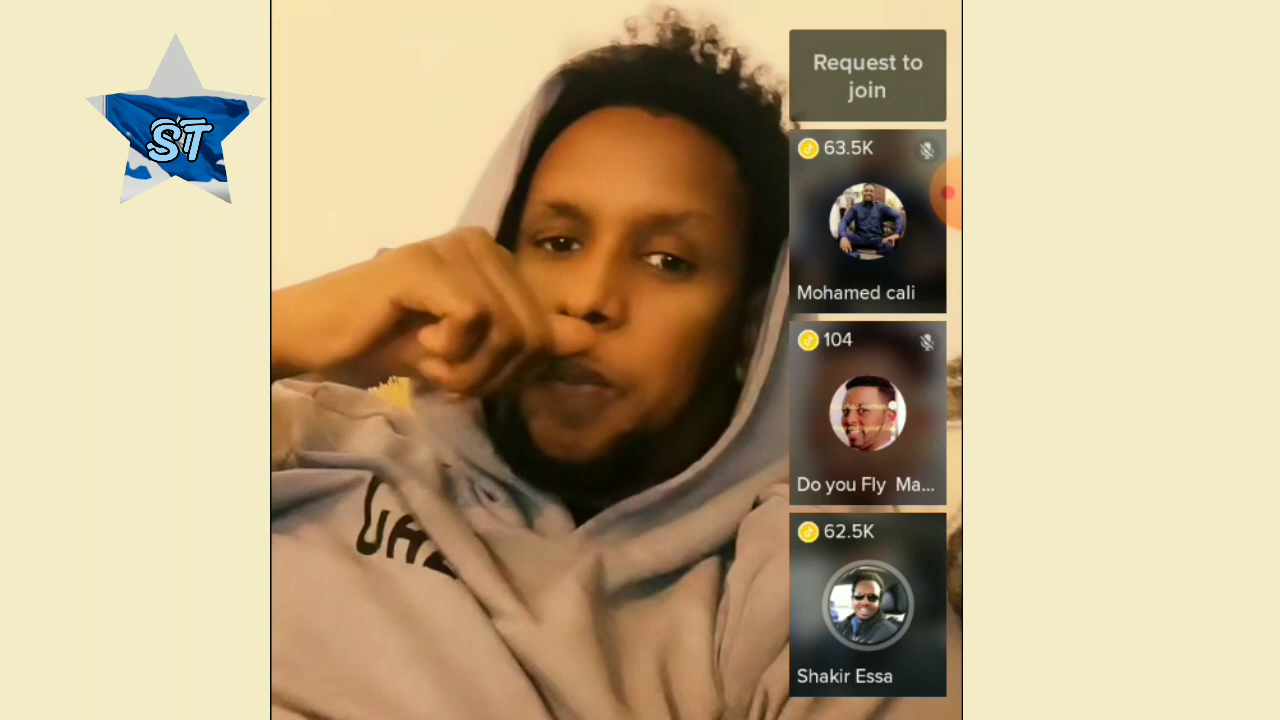 ST
Request to
join
63.5K
Mohamed cali
104
Do you Fly Ma...
62.5K
Shakir Essa